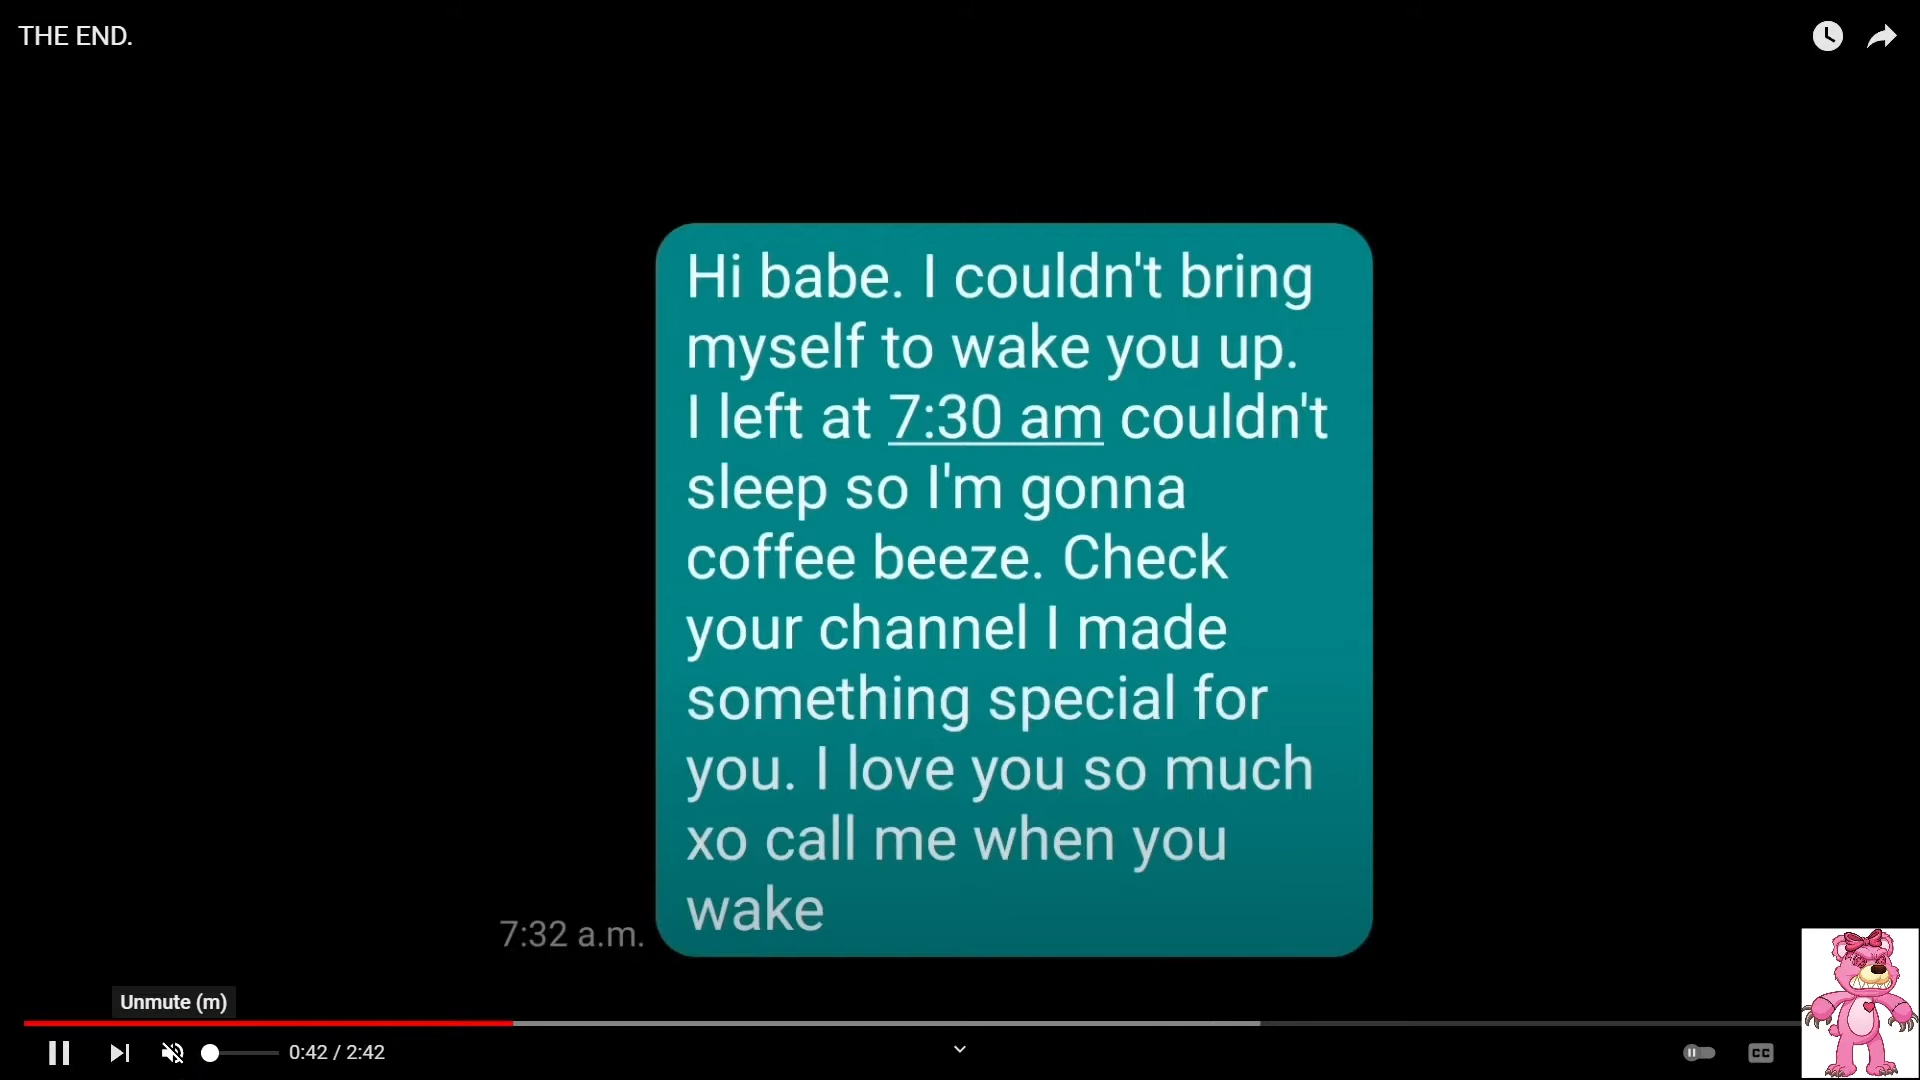 THE END.
Hi babe. I couldn't bring
myself to wake you up.
I left at 7:30 am couldn't
sleep so I'm gonna
coffee beeze. Check
your channel I made
something special for
you. I love you so much
xo call me when you
wake
7:32 a.m.
Unmute (m)
0:42 / 2:42
CC